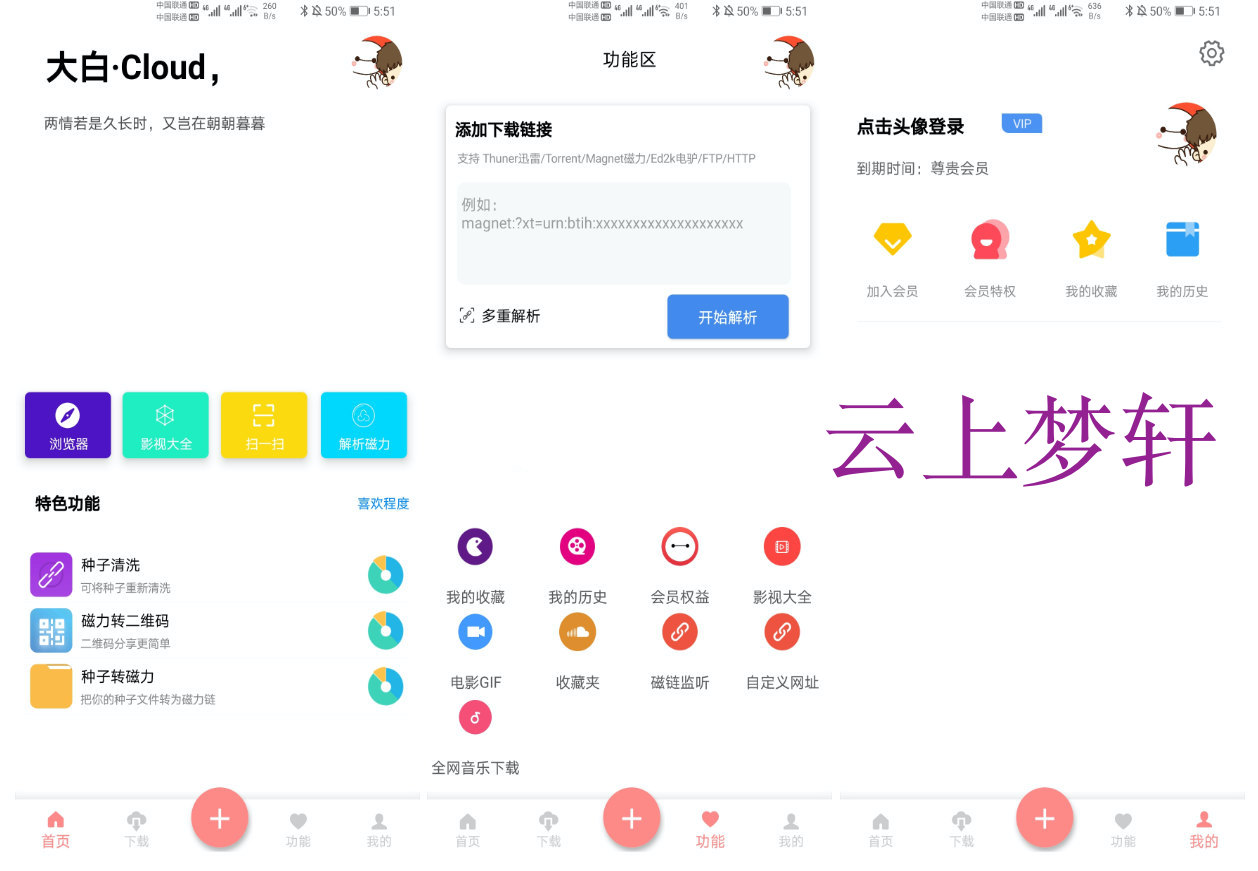 中国联通 HD 4G 4G 6 260 B/s 50% 5:51
中国联通 HD
大白·Cloud，
两情若是久长时，又岂在朝朝暮暮
浏览器
影视大全
扫一扫
解析磁力
特色功能
喜欢程度
种子清洗
可将种子重新清洗
磁力转二维码
二维码分享更简单
种子转磁力
把你的种子文件转为磁力链
首页
下载
+
功能
我的
中国联通 HD 4G 4G 6 401 B/s 50% 5:51
中国联通 HD
功能区
添加下载链接
支持 Thuner迅雷/Torrent/Magnet磁力/Ed2k电驴/FTP/HTTP
例如：
magnet:?xt=urn:btih:xxxxxxxxxxxxxxxxxxxx
多重解析
开始解析
我的收藏
我的历史
会员权益
影视大全
电影GIF
收藏夹
磁链监听
自定义网址
全网音乐下载
首页
下载
+
功能
我的
中国联通 HD 4G 4G 6 636 B/s 50% 5:51
中国联通 HD
点击头像登录
VIP
到期时间：尊贵会员
加入会员
会员特权
我的收藏
我的历史
云上梦轩
首页
下载
+
功能
我的